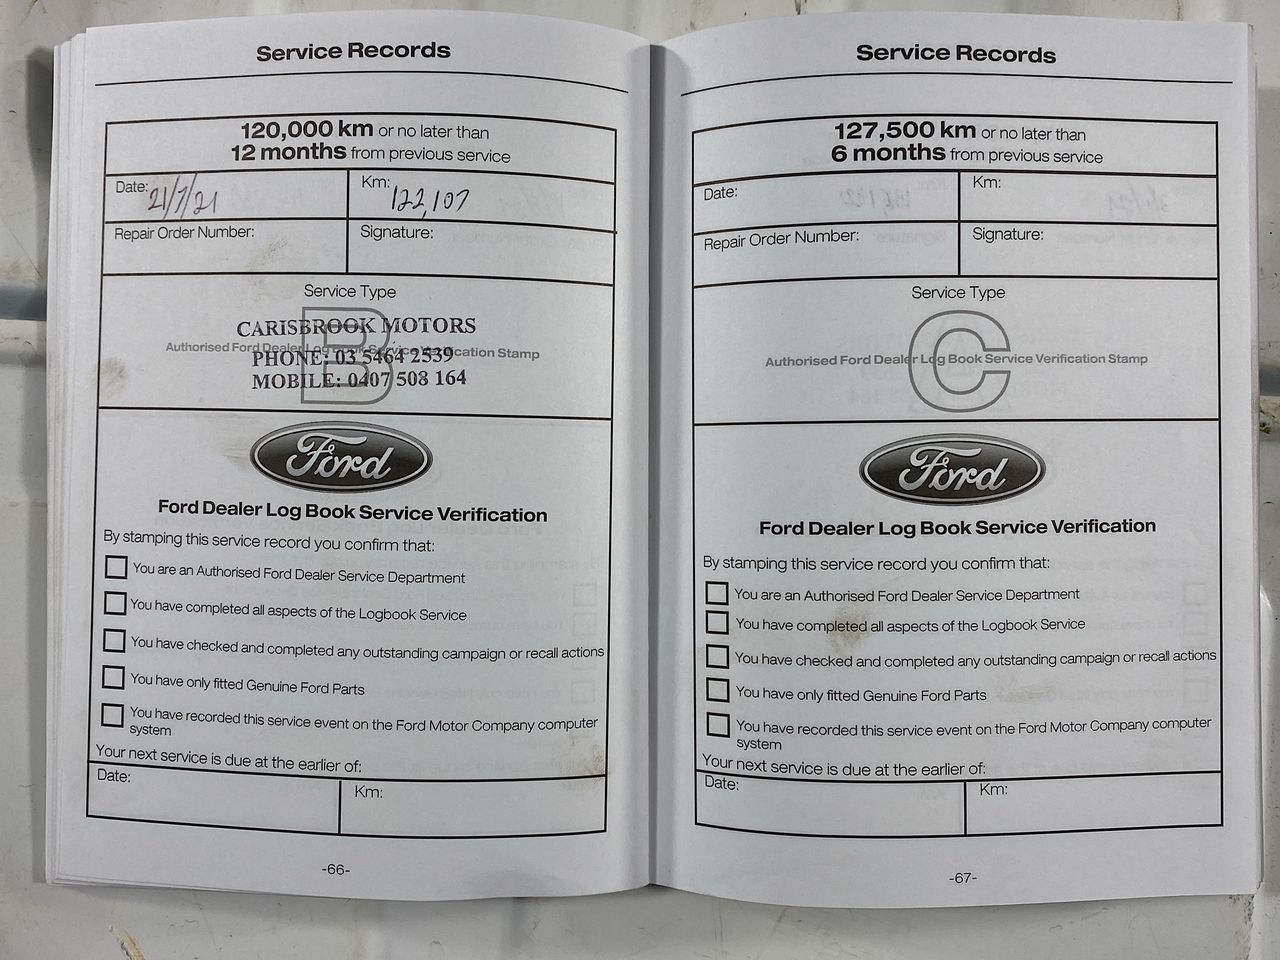 Service Records
120,000 km or no later than
12 months from previous service
Date: 21/7/21
Km: 122,107
Repair Order Number:
Signature:
Service Type
B
CARISBROOK MOTORS
Authorised Ford Dealer Log Book Service Verification Stamp
PHONE: 03 5464 2539
MOBILE: 0407 508 164
Ford
Ford Dealer Log Book Service Verification
By stamping this service record you confirm that:
You are an Authorised Ford Dealer Service Department
You have completed all aspects of the Logbook Service
You have checked and completed any outstanding campaign or recall actions
You have only fitted Genuine Ford Parts
You have recorded this service event on the Ford Motor Company computer
system
Your next service is due at the earlier of:
Date:
Km:
-66-
Service Records
127,500 km or no later than
6 months from previous service
Date:
Km:
Repair Order Number:
Signature:
Service Type
C
Authorised Ford Dealer Log Book Service Verification Stamp
Ford
Ford Dealer Log Book Service Verification
By stamping this service record you confirm that:
You are an Authorised Ford Dealer Service Department
You have completed all aspects of the Logbook Service
You have checked and completed any outstanding campaign or recall actions
You have only fitted Genuine Ford Parts
You have recorded this service event on the Ford Motor Company computer
system
Your next service is due at the earlier of:
Date:
Km:
-67-